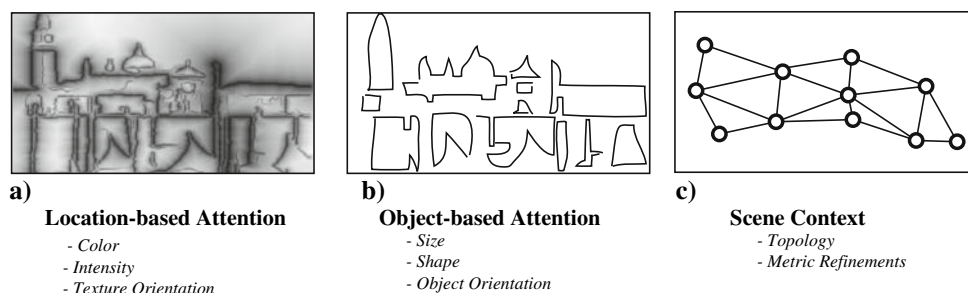 a)
Location-based Attention
- Color
- Intensity
- Texture Orientation
b)
Object-based Attention
- Size
- Shape
- Object Orientation
c)
Scene Context
- Topology
- Metric Refinements